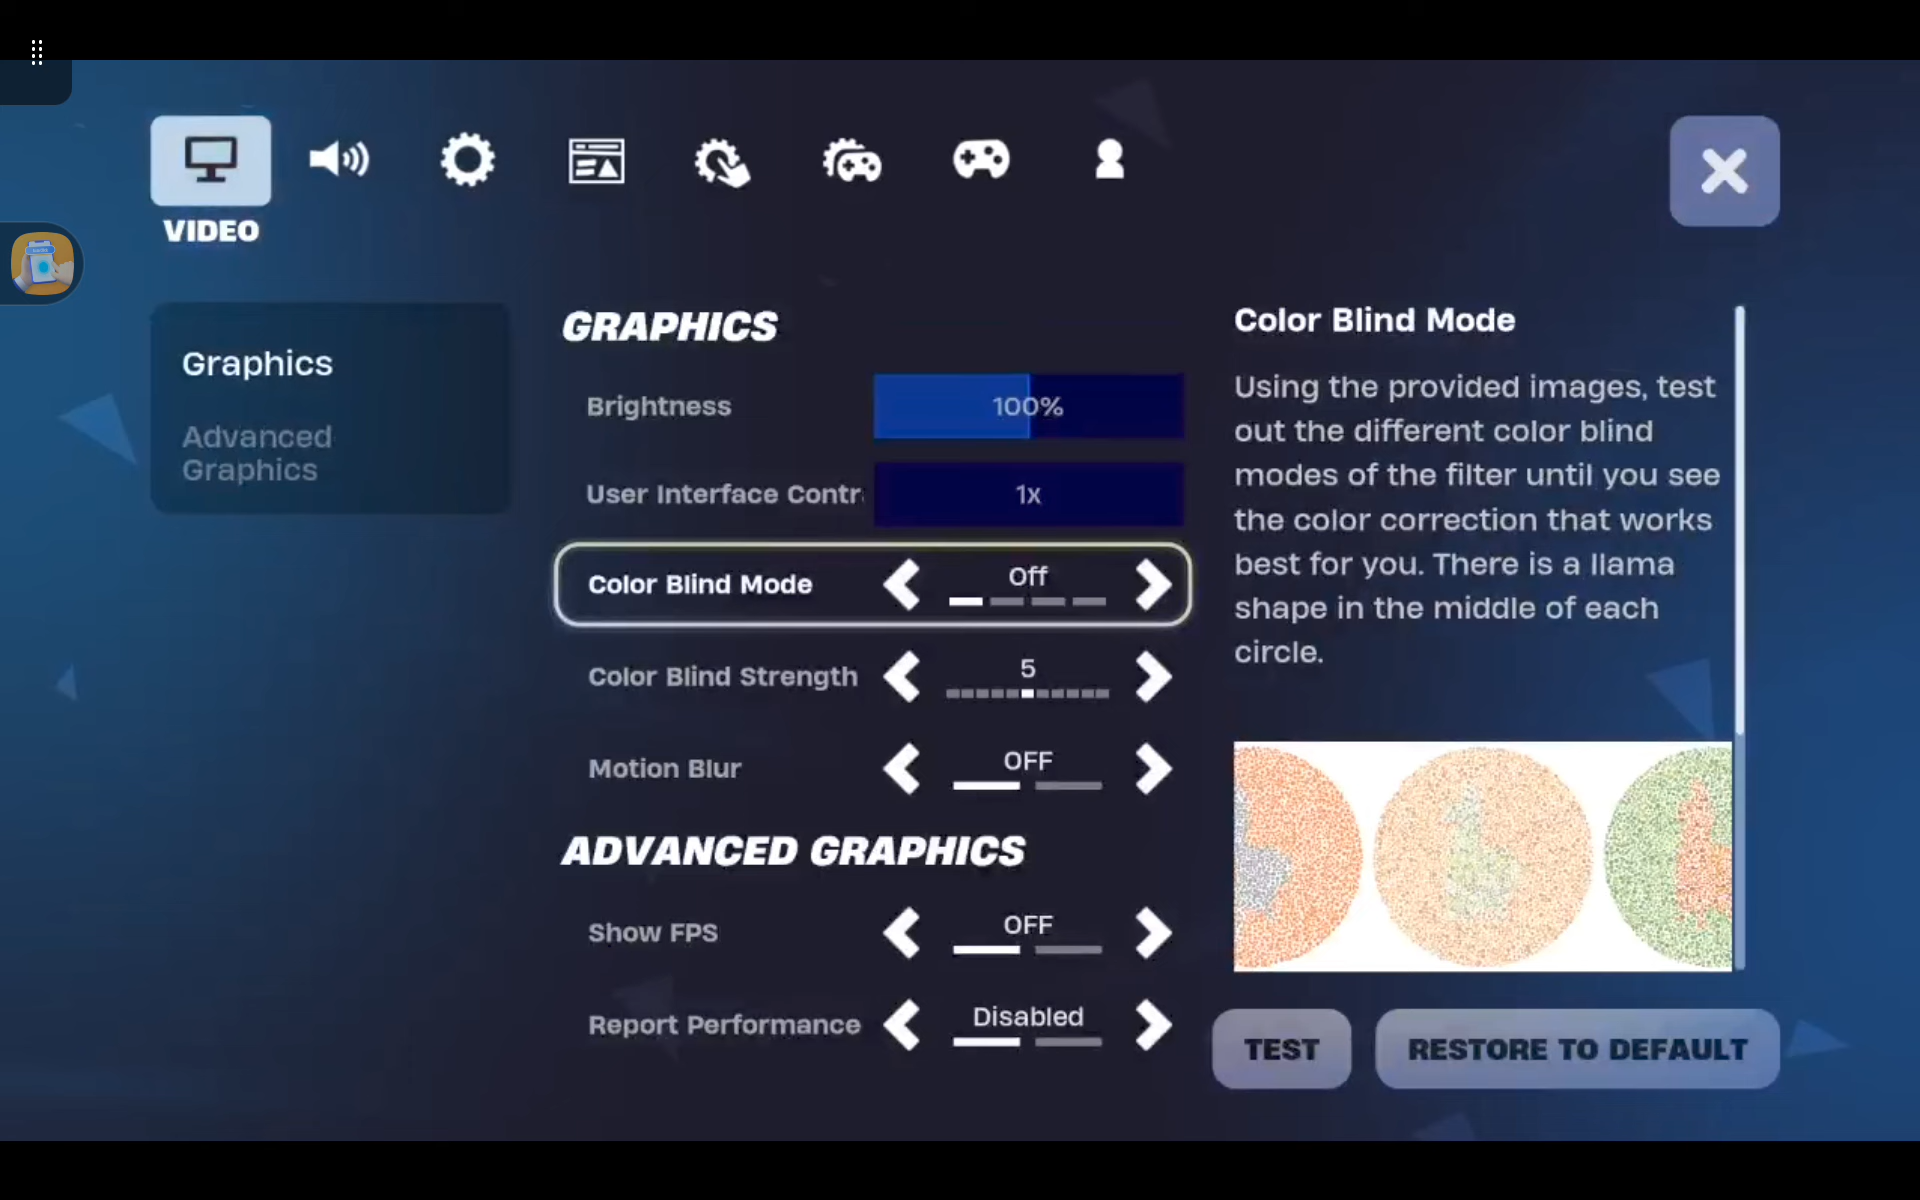 VIDEO
Graphics
Advanced
Graphics
GRAPHICS
Brightness
100%
User Interface Contr
1x
Color Blind Mode
Off
Color Blind Strength
5
Motion Blur
OFF
ADVANCED GRAPHICS
Show FPS
OFF
Report Performance
Disabled
Color Blind Mode
Using the provided images, test
out the different color blind
modes of the filter until you see
the color correction that works
best for you. There is a llama
shape in the middle of each
circle.
TEST
RESTORE TO DEFAULT